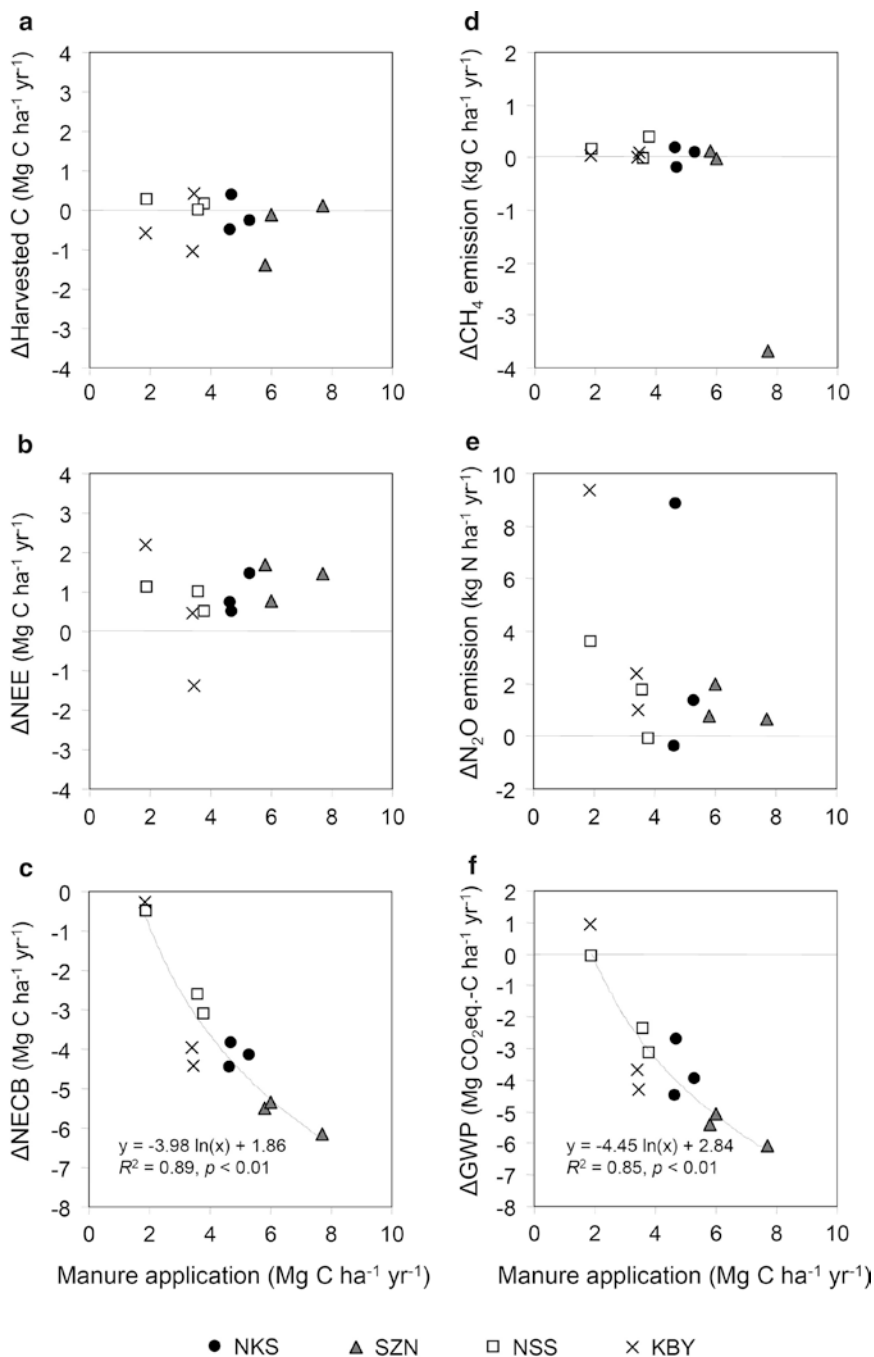 a
ΔHarvested C (Mg C ha⁻¹ yr⁻¹)
4
3
2
1
0
-1
-2
-3
-4
0 2 4 6 8 10
d
ΔCH₄ emission (kg C ha⁻¹ yr⁻¹)
2
1
0
-1
-2
-3
-4
0 2 4 6 8 10
b
ΔNEE (Mg C ha⁻¹ yr⁻¹)
4
3
2
1
0
-1
-2
-3
-4
0 2 4 6 8 10
e
ΔN₂O emission (kg N ha⁻¹ yr⁻¹)
10
8
6
4
2
0
-2
0 2 4 6 8 10
c
ΔNECB (Mg C ha⁻¹ yr⁻¹)
0
-1
-2
-3
-4
-5
-6
-7
-8
y = -3.98 ln(x) + 1.86
R² = 0.89, p < 0.01
0 2 4 6 8 10
Manure application (Mg C ha⁻¹ yr⁻¹)
f
ΔGWP (Mg CO₂eq.-C ha⁻¹ yr⁻¹)
2
1
0
-1
-2
-3
-4
-5
-6
-7
-8
y = -4.45 ln(x) + 2.84
R² = 0.85, p < 0.01
0 2 4 6 8 10
Manure application (Mg C ha⁻¹ yr⁻¹)
NKS SZN NSS KBY